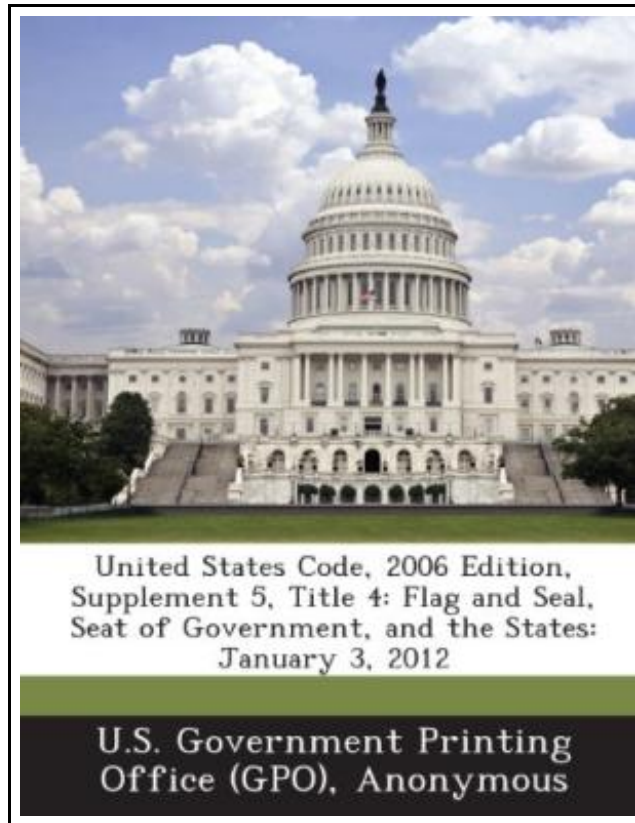 United States Code, 2006 Edition,
Supplement 5, Title 4: Flag and Seal,
Seat of Government, and the States:
January 3, 2012
U.S. Government Printing
Office (GPO), Anonymous